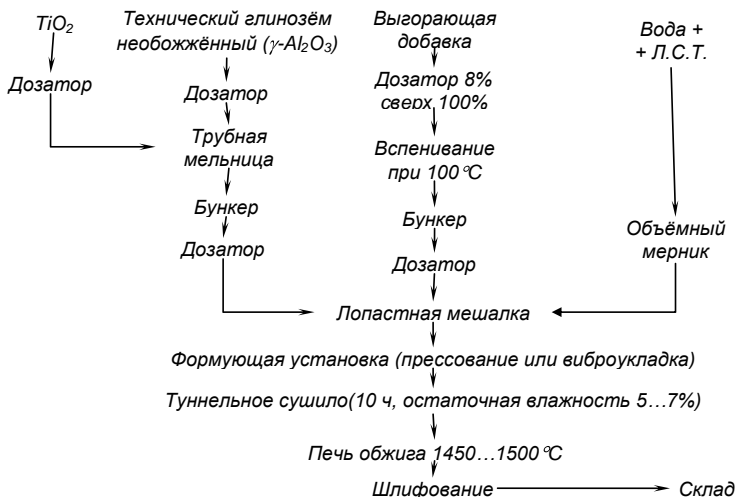 TiO₂
Дозатор
Технический глинозём
необожжённый (γ-Al₂O₃)
Дозатор
Трубная
мельница
Бункер
Дозатор
Выгорающая
добавка
Дозатор 8%
сверх 100%
Вспенивание
при 100°C
Бункер
Дозатор
Вода +
+ Л.С.Т.
Объёмный
мерник
Лопастная мешалка
Формующая установка (прессование или виброукладка)
Туннельное сушило(10 ч, остаточная влажность 5...7%)
Печь обжига 1450...1500°C
Шлифование
Склад